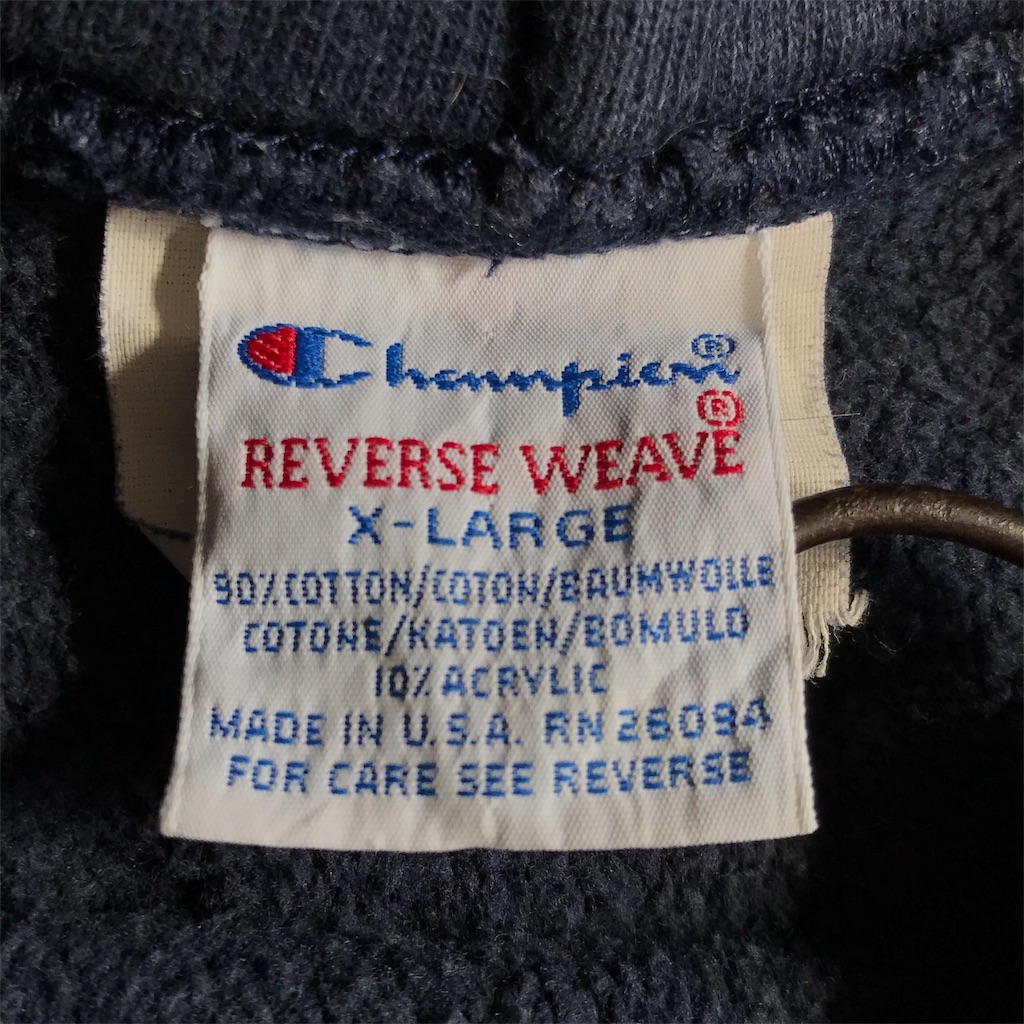 Champion®
REVERSE WEAVE®
X-LARGE
90% COTTON/COTON/BAUMWOLLE
COTONE/KATOEN/BOMULD
10% ACRYLIC
MADE IN U.S.A. RN 26094
FOR CARE SEE REVERSE